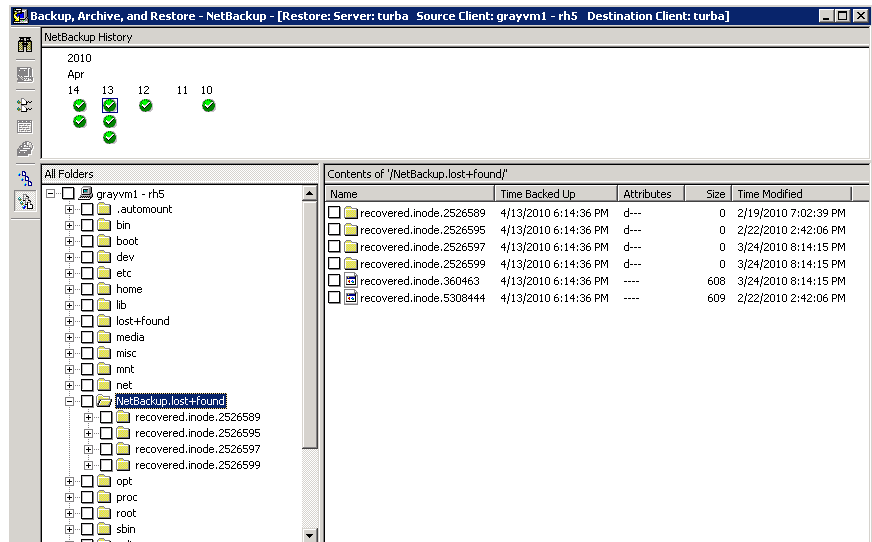 Backup, Archive, and Restore - NetBackup - [Restore: Server: turba Source Client: grayvm1 - rh5 Destination Client: turba]
NetBackup History
2010
Apr
14 13 12 11 10
All Folders
grayvm1 - rh5
.automount
bin
boot
dev
etc
home
lib
lost+found
media
misc
mnt
net
NetBackup.lost+found
recovered.inode.2526589
recovered.inode.2526595
recovered.inode.2526597
recovered.inode.2526599
opt
proc
root
sbin
Contents of '/NetBackup.lost+found/'
Name Time Backed Up Attributes Size Time Modified
recovered.inode.2526589 4/13/2010 6:14:36 PM d--- 0 2/19/2010 7:02:39 PM
recovered.inode.2526595 4/13/2010 6:14:36 PM d--- 0 2/22/2010 2:42:06 PM
recovered.inode.2526597 4/13/2010 6:14:36 PM d--- 0 3/24/2010 8:14:15 PM
recovered.inode.2526599 4/13/2010 6:14:36 PM d--- 0 3/24/2010 8:14:15 PM
recovered.inode.360463 4/13/2010 6:14:36 PM ---- 608 3/24/2010 8:14:15 PM
recovered.inode.5308444 4/13/2010 6:14:36 PM ---- 609 2/22/2010 2:42:06 PM